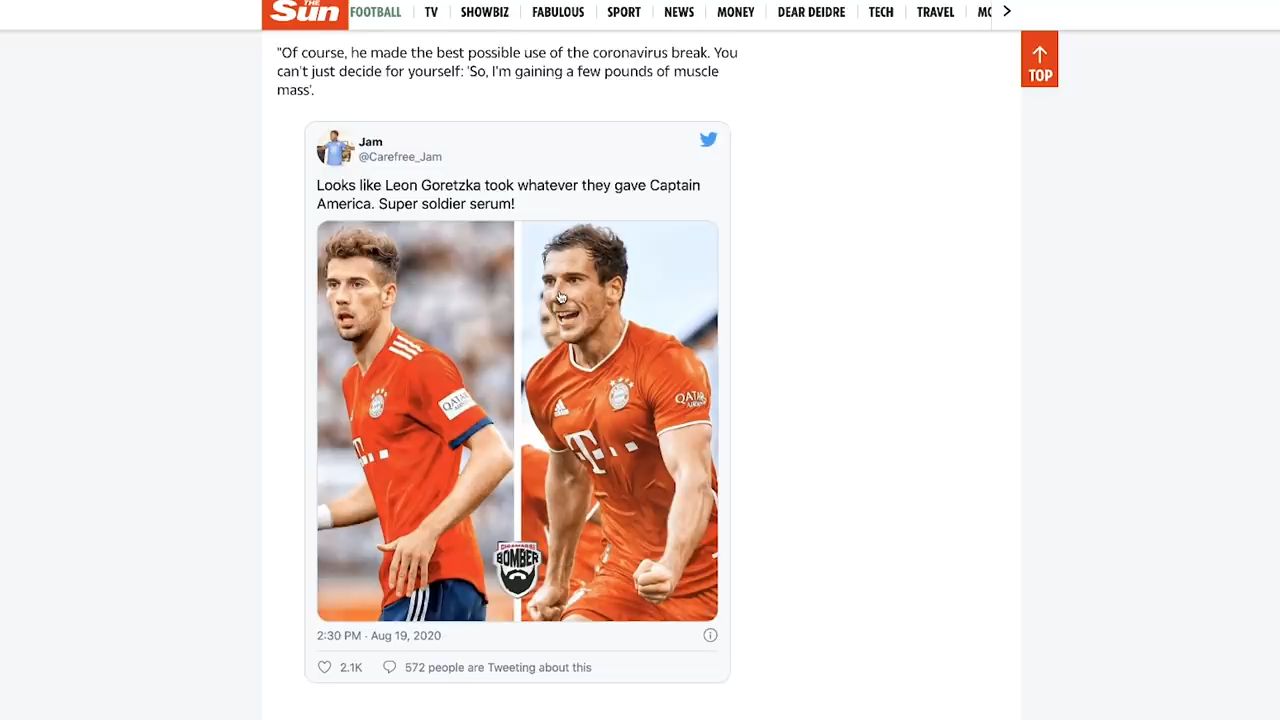 THE
Sun
FOOTBALL
TV
SHOWBIZ
FABULOUS
SPORT
NEWS
MONEY
DEAR DEIDRE
TECH
TRAVEL
"Of course, he made the best possible use of the coronavirus break. You
can't just decide for yourself: 'So, I'm gaining a few pounds of muscle
mass'.
TOP
Jam
@Carefree_Jam
Looks like Leon Goretzka took whatever they gave Captain
America. Super soldier serum!
QATAR
T
QATAR
T
BOMBER
2:30 PM · Aug 19, 2020
2.1K
572 people are Tweeting about this